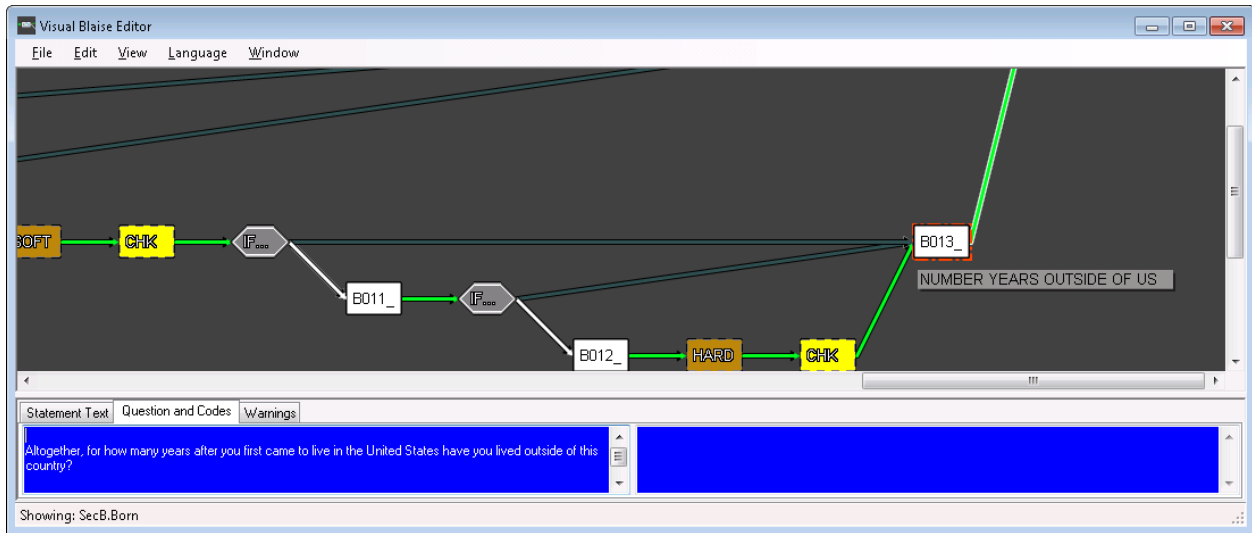 Visual Blaise Editor
File Edit View Language Window
SOFT CHK IF... B013_
NUMBER YEARS OUTSIDE OF US
B011_ IF...
B012_ HARD CHK
Statement Text Question and Codes Warnings
Altogether, for how many years after you first came to live in the United States have you lived outside of this
country?
Showing: SecB.Born